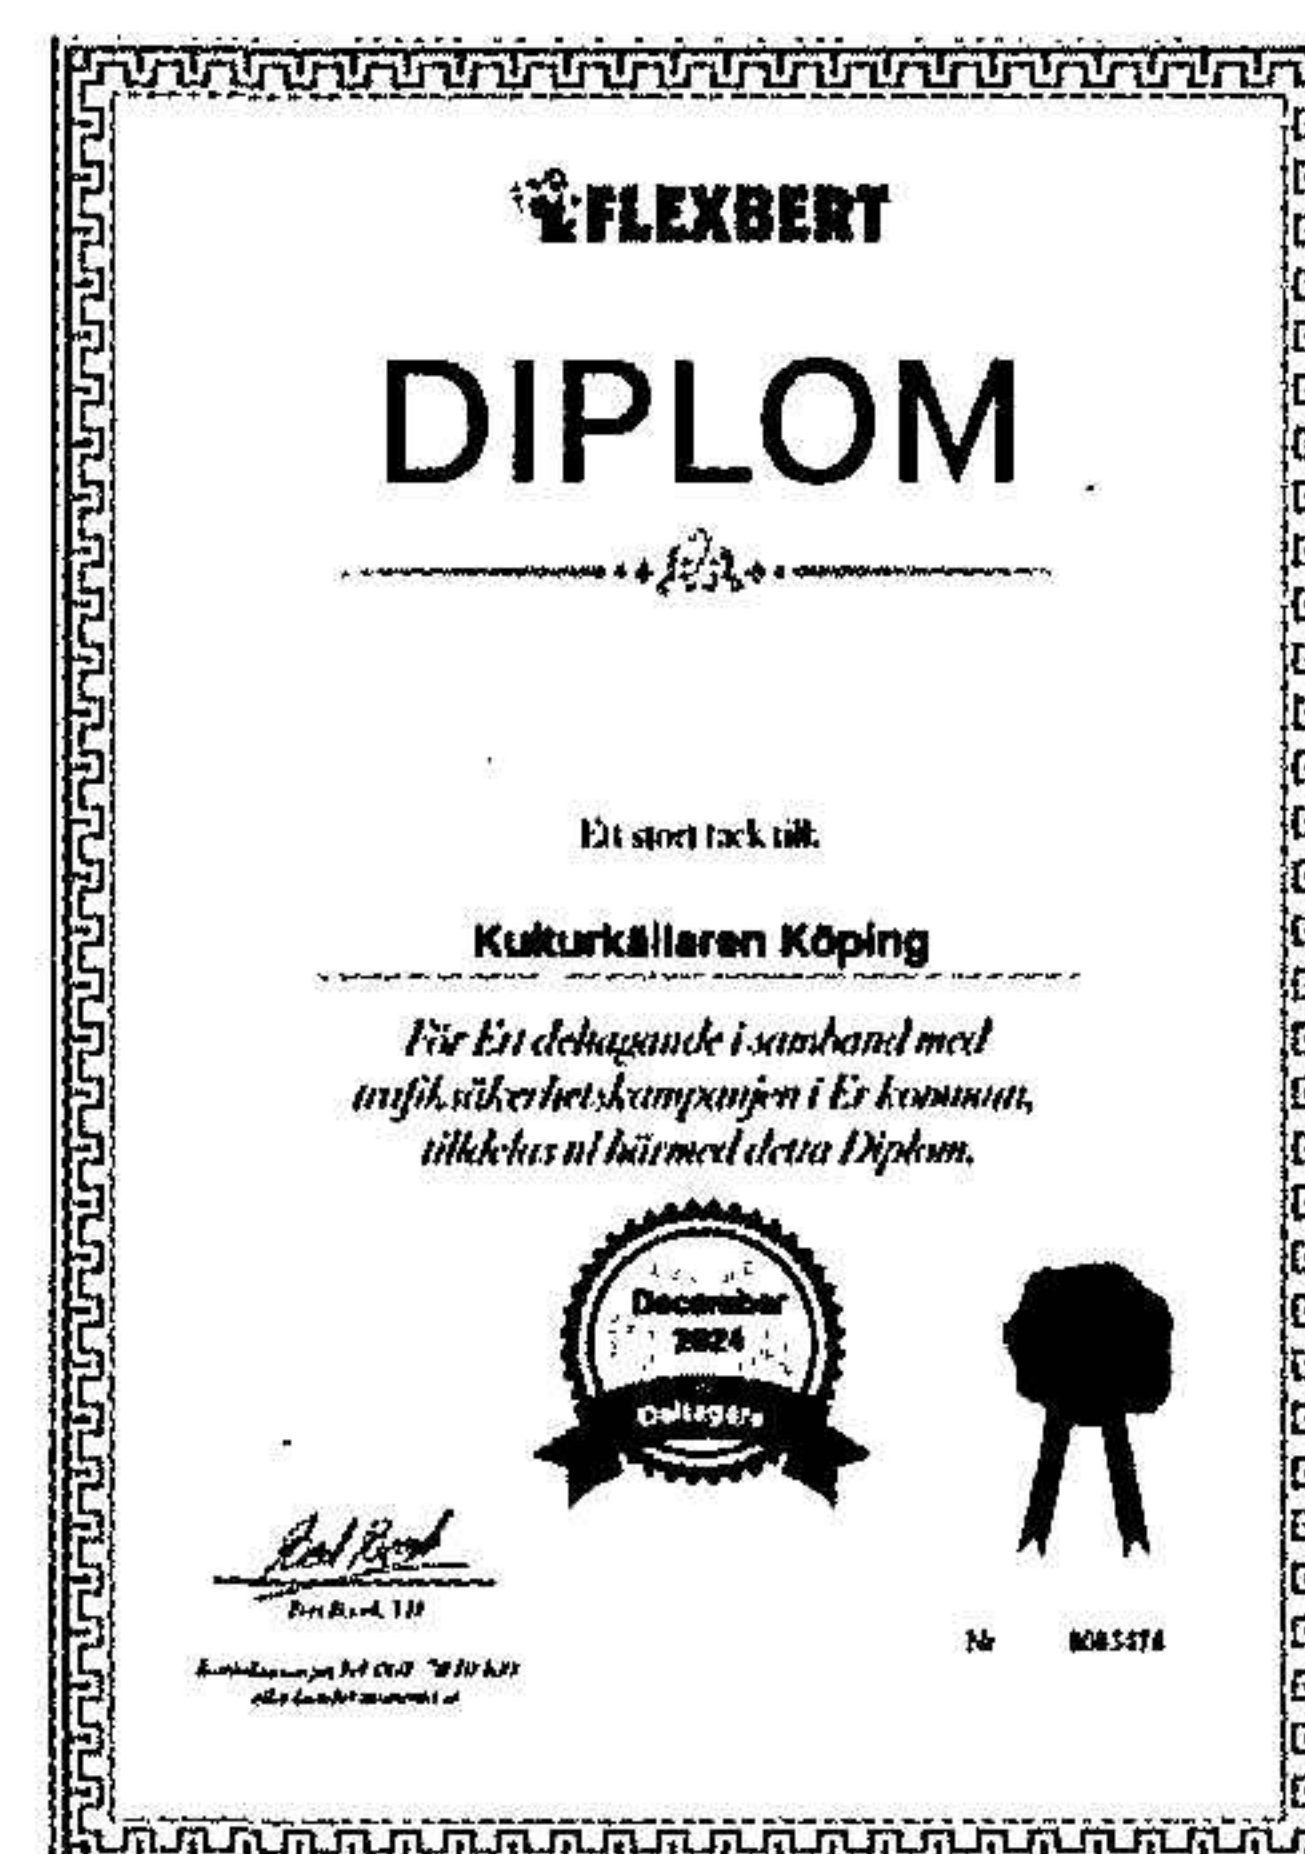 FLEXBERT
DIPLOM
Ett stort tack till:
Kulturkällaren Köping
För Ert deltagande i samband med
trafiksäkerhetskampanjen i Er kommun,
tilldelas ni härmed detta Diplom.
December
2024
Deltagare
Nr